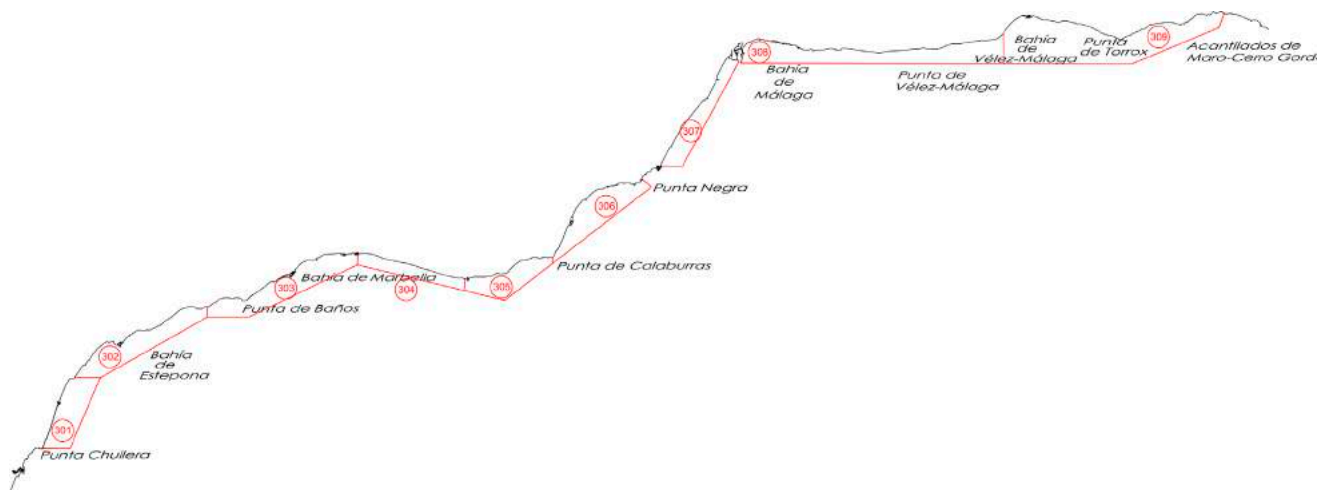 308
Bahía
de
Málaga
Punta de
Vélez-Málaga
Bahía
de
Vélez-Málaga
Punta
de Torrox
309
Acantilados de
Maro-Cerro Gordo
307
Punta Negra
306
Punta de Calaburras
305
304
Bahía de Marbella
303
Punta de Baños
302
Bahía
de
Estepona
301
Punta Chullera